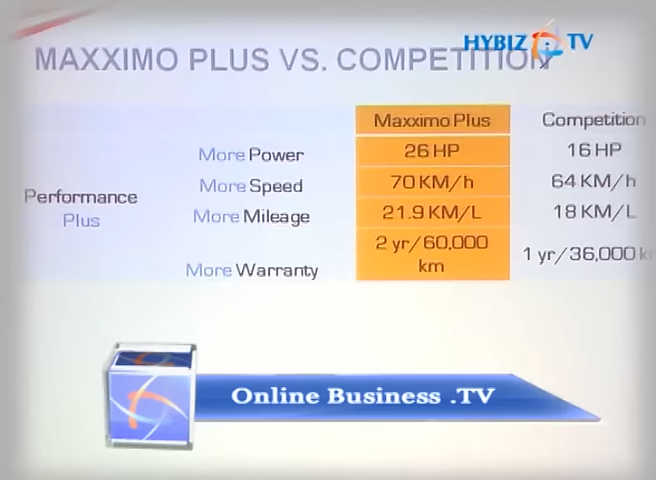 HYBIZ TV
MAXXIMO PLUS VS. COMPETITION
Maxximo Plus Competition
More Power 26 HP 16 HP
More Speed 70 KM/h 64 KM/h
Performance
Plus
More Mileage 21.9 KM/L 18 KM/L
More Warranty 2 yr/60,000
km 1 yr/36,000 km
Online Business .TV